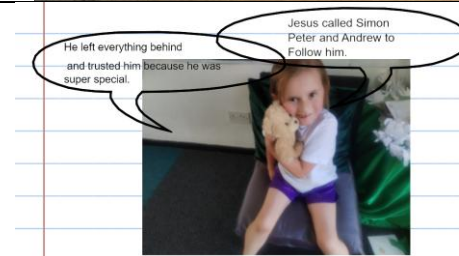 Jesus called Simon
Peter and Andrew to
Follow him.
He left everything behind
and trusted him because he was
super special.